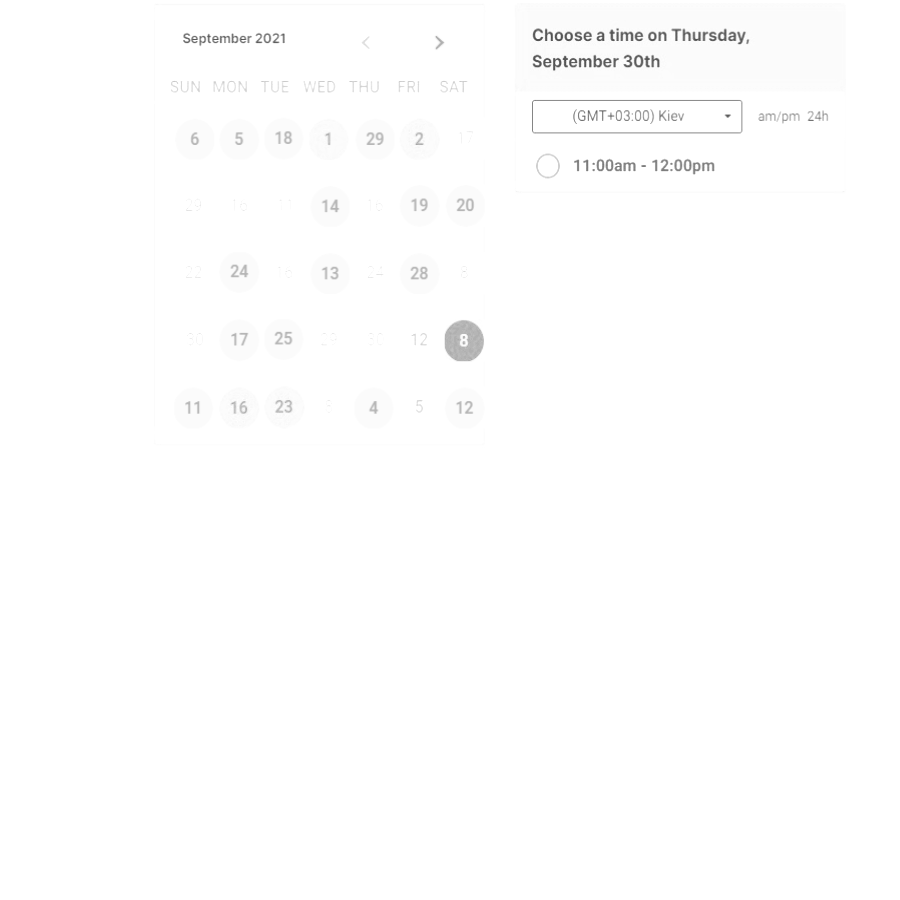 September 2021
SUN MON TUE WED THU FRI SAT
6 5 18 1 29 2 17
29 16 11 14 16 19 20
22 24 13 24 28 8
30 17 25 29 30 12 8
11 16 23 4 5 12
Choose a time on Thursday,
September 30th
(GMT+03:00) Kiev am/pm 24h
11:00am - 12:00pm